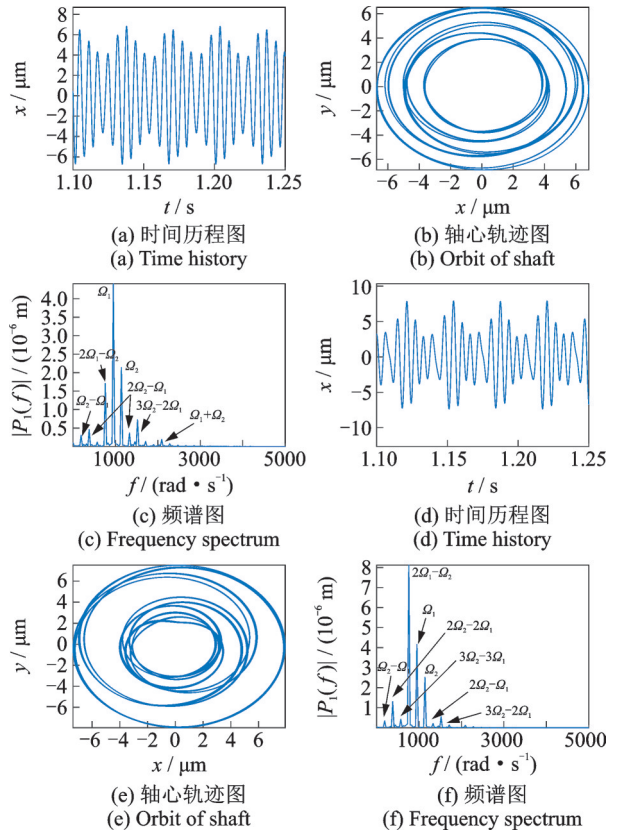 x / μm
8
6
4
2
0
−2
−4
−6
1.10 1.15 1.20 1.25
t / s
(a) 时间历程图
(a) Time history
y / μm
6
4
2
0
−2
−4
−6
−6 −4 −2 0 2 4 6
x / μm
(b) 轴心轨迹图
(b) Orbit of shaft
|P₁(f)| / (10⁻⁶ m)
4.0
3.5
3.0
2.5
2.0
1.5
1.0
0.5
Ω₁
2Ω₁−Ω₂
Ω₂
Ω₂−Ω₁
2Ω₂−Ω₁
3Ω₂−2Ω₁
Ω₁+Ω₂
1000 3000 5000
f / (rad • s⁻¹)
(c) 频谱图
(c) Frequency spectrum
x / μm
10
5
0
−5
−10
1.10 1.15 1.20 1.25
t / s
(d) 时间历程图
(d) Time history
y / μm
6
4
2
0
−2
−4
−6
−6 −4 −2 0 2 4 6
x / μm
(e) 轴心轨迹图
(e) Orbit of shaft
|P₁(f)| / (10⁻⁶ m)
8
7
6
5
4
3
2
1
2Ω₁−Ω₂
Ω₁
2Ω₂−2Ω₁
Ω₂−Ω₁
Ω₂
3Ω₂−3Ω₁
2Ω₂−Ω₁
3Ω₂−2Ω₁
1000 3000 5000
f / (rad • s⁻¹)
(f) 频谱图
(f) Frequency spectrum